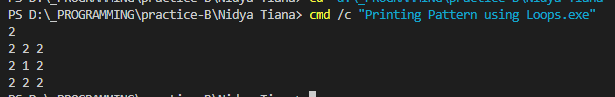 PS D:\_PROGRAMMING\practice-B\Nidya Tiana> cmd /c "Printing Pattern using Loops.exe"
2
2 2 2
2 1 2
2 2 2